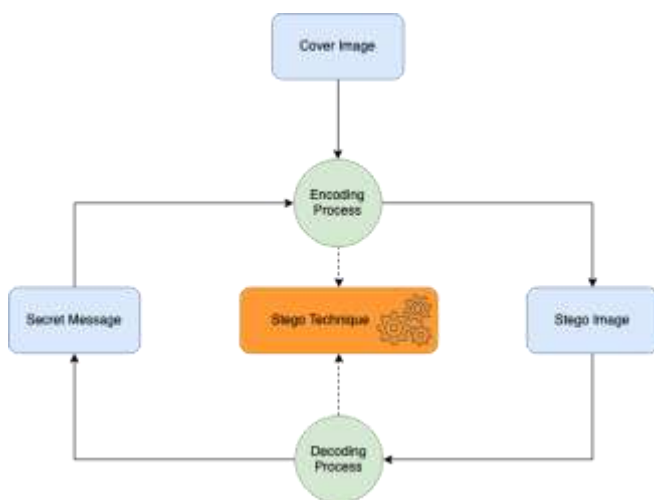 Cover Image
Encoding
Process
Secret Message
Stego Technique
Stego Image
Decoding
Process